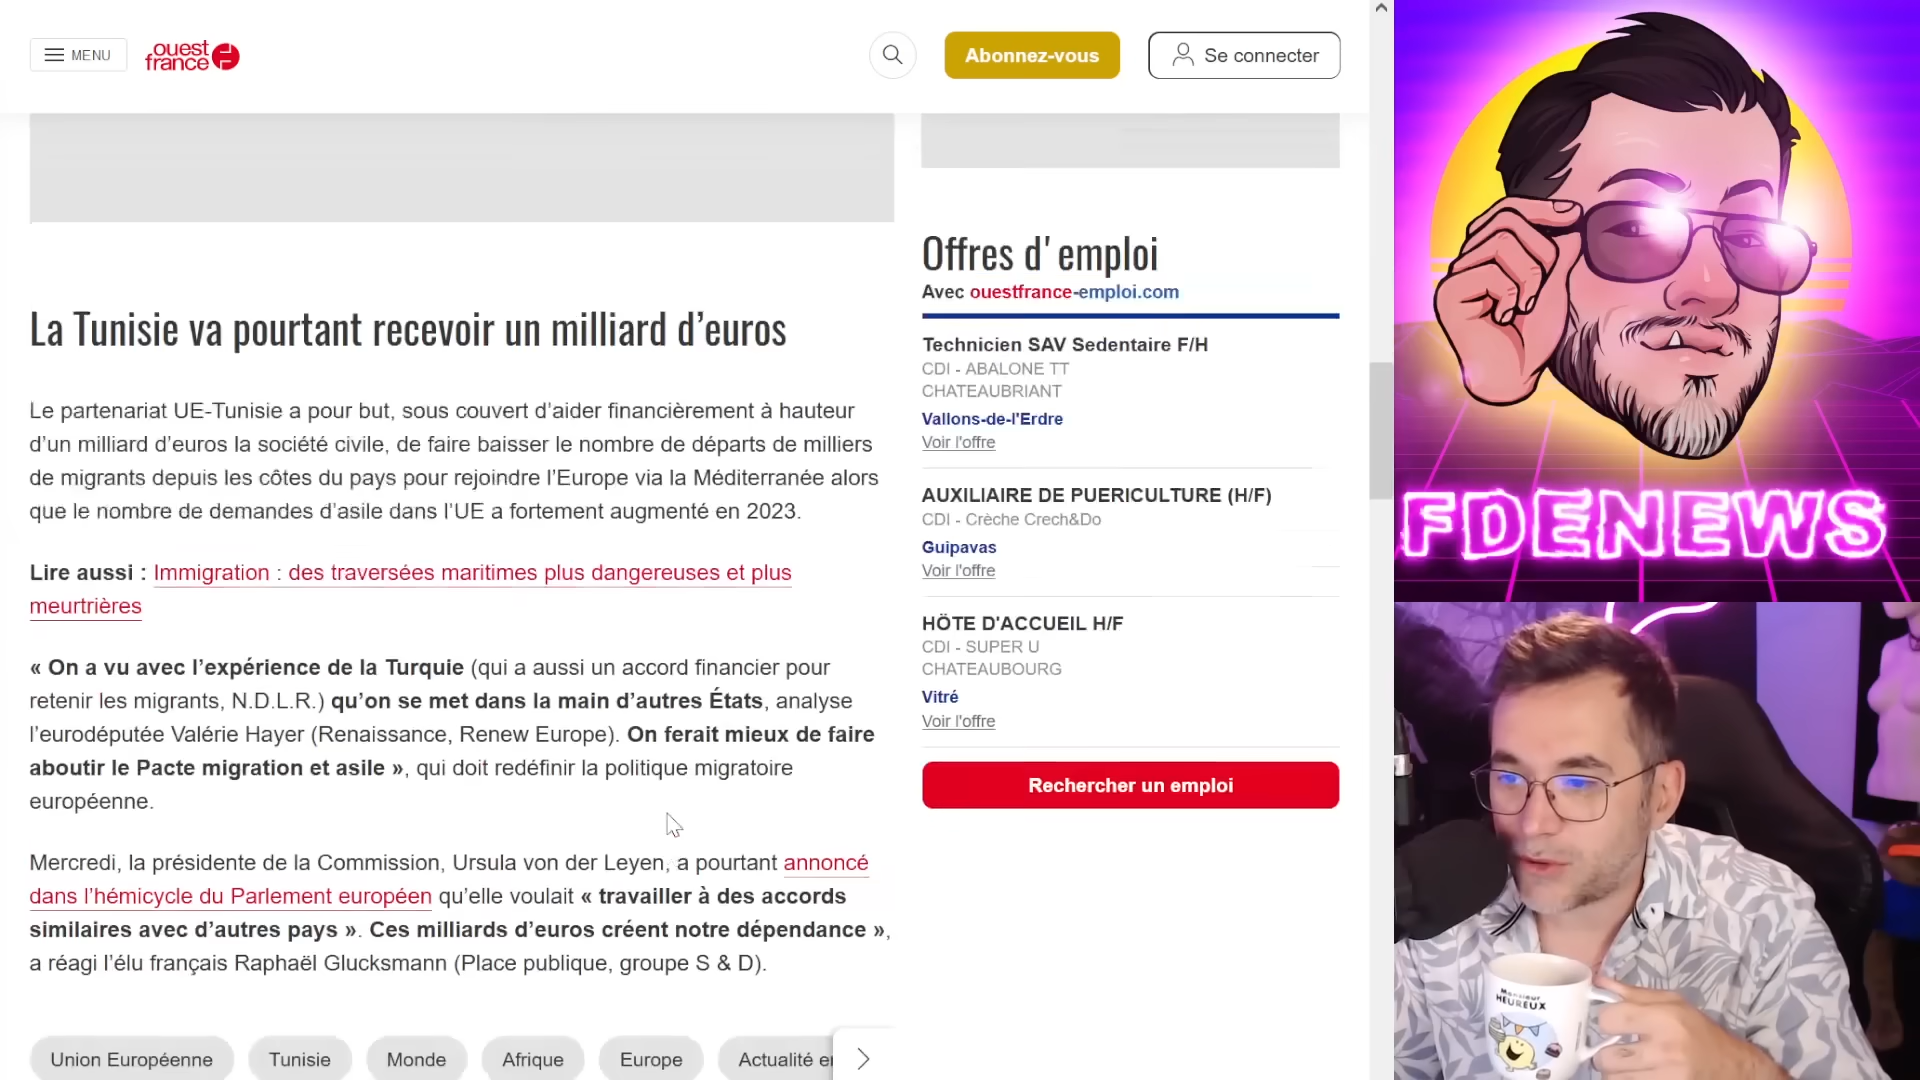 MENU
ouest
france
Abonnez-vous
Se connecter
La Tunisie va pourtant recevoir un milliard d’euros
Le partenariat UE-Tunisie a pour but, sous couvert d’aider financièrement à hauteur
d’un milliard d’euros la société civile, de faire baisser le nombre de départs de milliers
de migrants depuis les côtes du pays pour rejoindre l’Europe via la Méditerranée alors
que le nombre de demandes d’asile dans l’UE a fortement augmenté en 2023.
Lire aussi : Immigration : des traversées maritimes plus dangereuses et plus
meurtrières
« On a vu avec l’expérience de la Turquie (qui a aussi un accord financier pour
retenir les migrants, N.D.L.R.) qu’on se met dans la main d’autres États, analyse
l’eurodéputée Valérie Hayer (Renaissance, Renew Europe). On ferait mieux de faire
aboutir le Pacte migration et asile », qui doit redéfinir la politique migratoire
européenne.
Mercredi, la présidente de la Commission, Ursula von der Leyen, a pourtant annoncé
dans l’hémicycle du Parlement européen qu’elle voulait « travailler à des accords
similaires avec d’autres pays ». Ces milliards d’euros créent notre dépendance »,
a réagi l’élu français Raphaël Glucksmann (Place publique, groupe S & D).
Union Européenne
Tunisie
Monde
Afrique
Europe
Actualité en
Offres d'emploi
Avec ouestfrance-emploi.com
Technicien SAV Sedentaire F/H
CDI - ABALONE TT
CHATEAUBRIANT
Vallons-de-l'Erdre
Voir l'offre
AUXILIAIRE DE PUERICULTURE (H/F)
CDI - Crèche Crech&Do
Guipavas
Voir l'offre
HÖTE D'ACCUEIL H/F
CDI - SUPER U
CHATEAUBOURG
Vitré
Voir l'offre
Rechercher un emploi
FDENEWS
Monsieur
HEUREUX